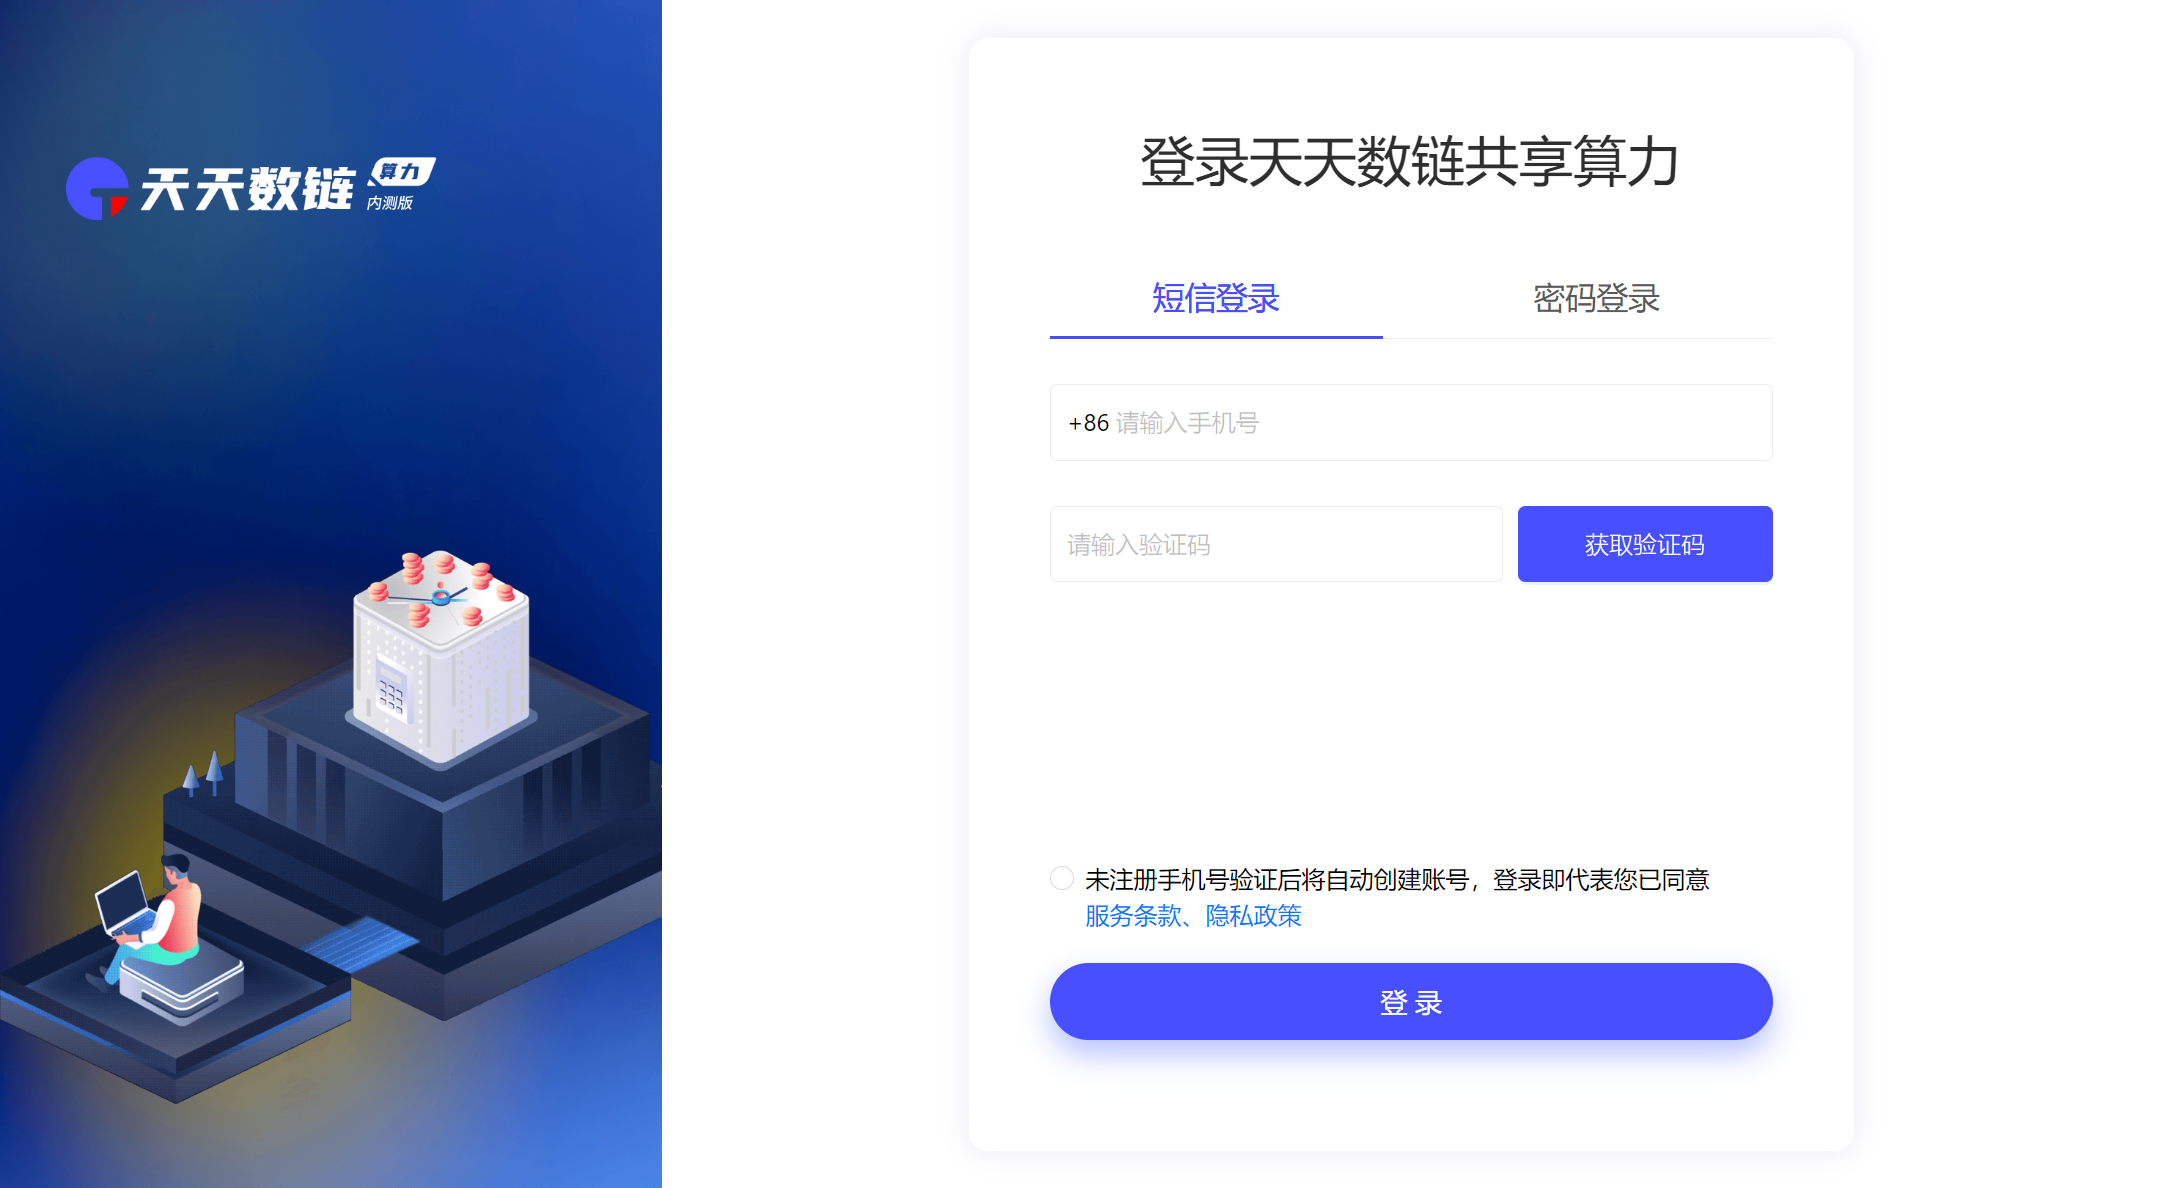 天天数链
算力
内测版
登录天天数链共享算力
短信登录 密码登录
+86 请输入手机号
请输入验证码 获取验证码
未注册手机号验证后将自动创建账号，登录即代表您已同意
服务条款、隐私政策
登 录